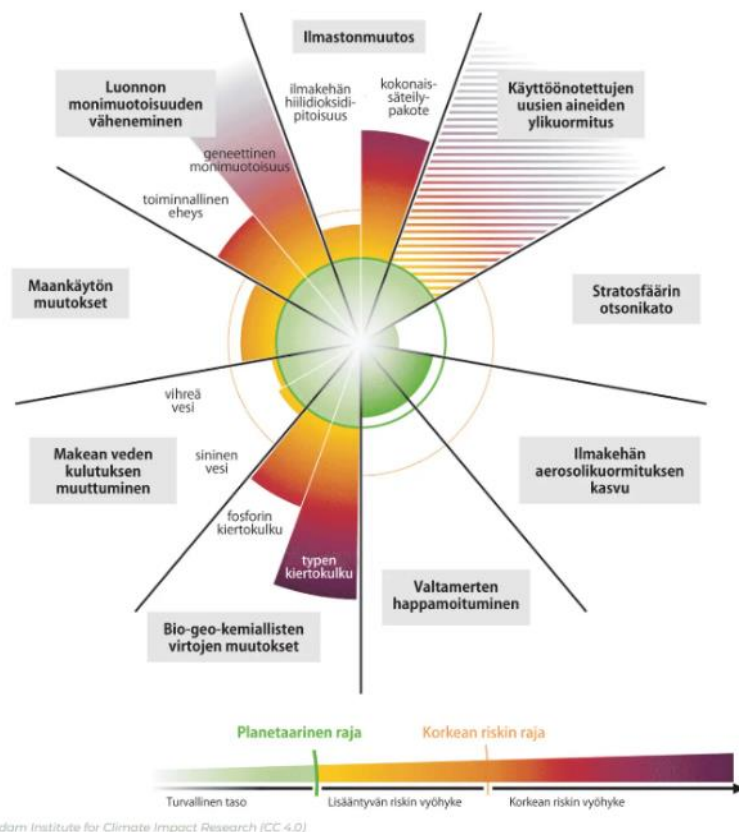 Ilmastonmuutos
Luonnon
monimuotoisuuden
väheneminen
ilmakehän
hiilidioksidi-
pitoisuus
kokonais-
säteily-
pakote
Käyttöönotettujen
uusien aineiden
ylikuormitus
geneettinen
monimuotoisuus
toiminnallinen
eheys
Maankäytön
muutokset
Stratosfäärin
otsonikato
vihreä
vesi
Makean veden
kulutuksen
muuttuminen
sininen
vesi
Ilmakehän
aerosolikuormituksen
kasvu
fosforin
kiertokulku
typen
kiertokulku
Valtamerten
happamoituminen
Bio-geo-kemiallisten
virtojen muutokset
Planetaarinen raja
Korkean riskin raja
Turvallinen taso
Lisääntyvän riskin vyöhyke
Korkean riskin vyöhyke
dam Institute for Climate Impact Research (CC 4.0)